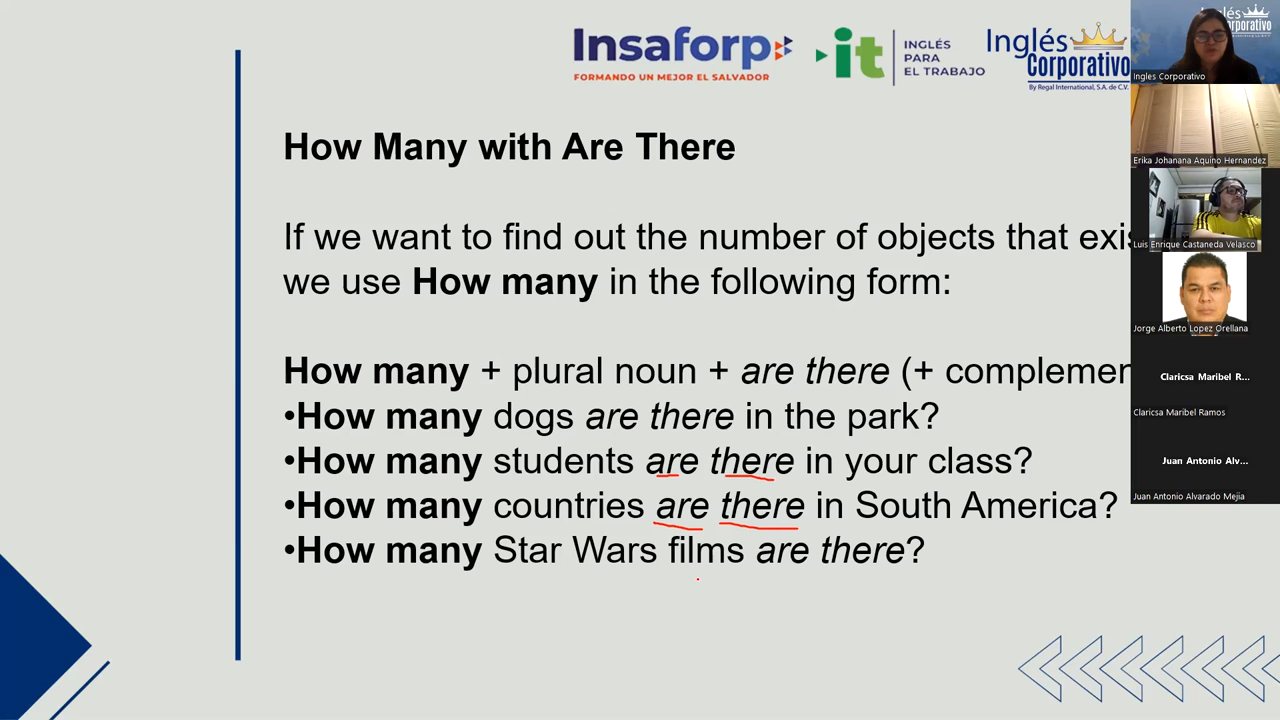 Insaforp
FORMANDO UN MEJOR EL SALVADOR
it
INGLÉS
PARA
EL TRABAJO
Inglés
Corporativo
By Regal International, S.A. de C.V.
How Many with Are There
If we want to find out the number of objects that exis
we use How many in the following form:
How many + plural noun + are there (+ complemen
•How many dogs are there in the park?
•How many students are there in your class?
•How many countries are there in South America?
•How many Star Wars films are there?
Corporativo
Ingles Corporativo
Erika Johanana Aquino Hernandez
Luis Enrique Castaneda Velasco
Jorge Alberto Lopez Orellana
Claricsa Maribel R...
Claricsa Maribel Ramos
Juan Antonio Alv...
Juan Antonio Alvarado Mejia